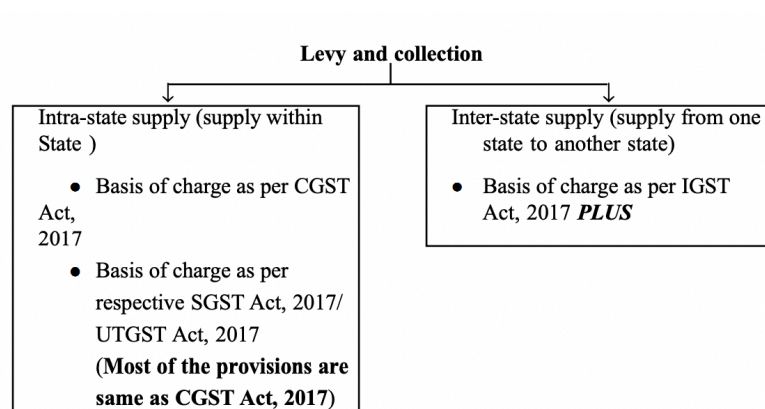 Levy and collection
Intra-state supply (supply within
State )
● Basis of charge as per CGST
Act,
2017
● Basis of charge as per
respective SGST Act, 2017/
UTGST Act, 2017
(Most of the provisions are
same as CGST Act, 2017)
Inter-state supply (supply from one
state to another state)
● Basis of charge as per IGST
Act, 2017 PLUS